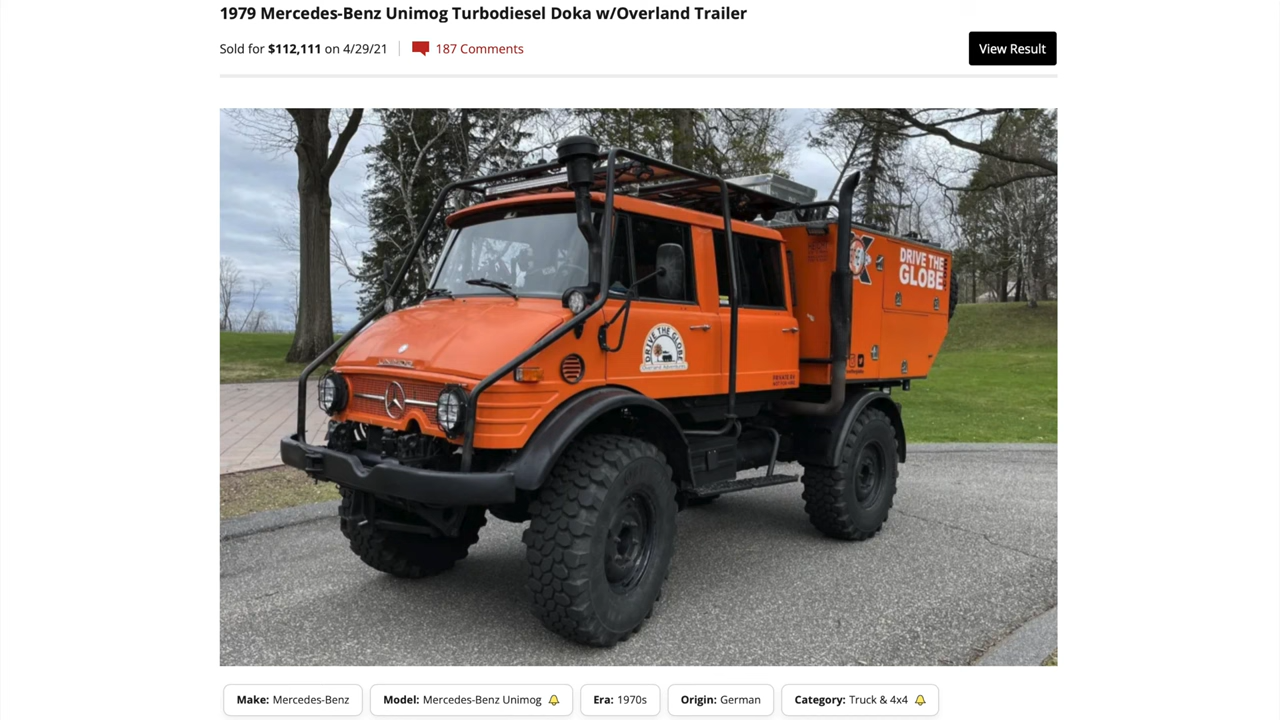 1979 Mercedes-Benz Unimog Turbodiesel Doka w/Overland Trailer
Sold for $112,111 on 4/29/21
187 Comments
View Result
DRIVE THE
GLOBE
DRIVE THE GLOBE
Overland Adventures
Make: Mercedes-Benz
Model: Mercedes-Benz Unimog
Era: 1970s
Origin: German
Category: Truck & 4x4